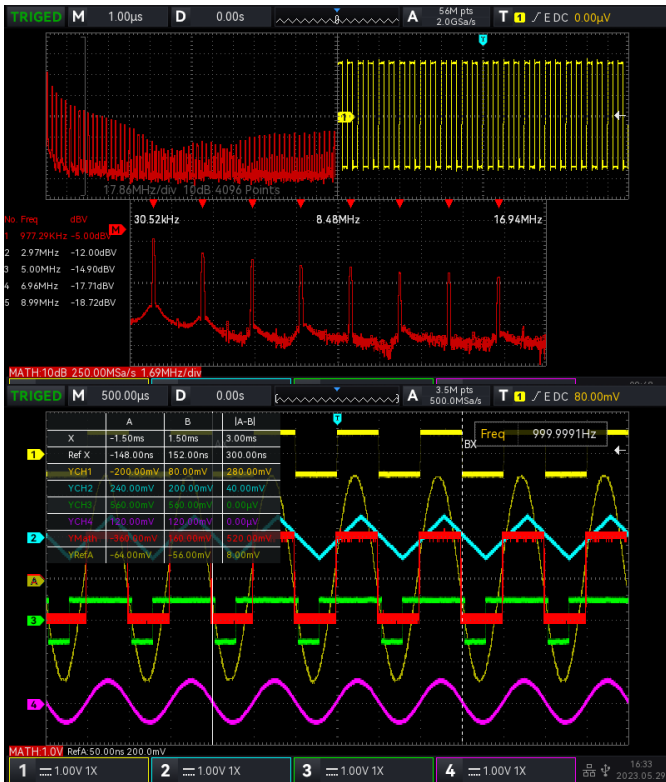 TRIGED M 1.00μs D 0.00s A 56M pts 2.0GSa/s T 1 E DC 0.00μV
T
1
17.86MHz/div 10dB 4096 Points
No. Freq dBV
M
30.52kHz 8.48MHz 16.94MHz
1 977.29KHz -5.00dBV
2 2.97MHz -12.00dBV
3 5.00MHz -14.90dBV
4 6.96MHz -17.71dBV
5 8.99MHz -18.72dBV
MATH:10dB 250.00MSa/s 1.69MHz/div
TRIGED M 500.00μs D 0.00s A 3.5M pts 500.0MSa/s T 1 E DC 80.00mV
T
A B |A-B|
X -1.50ms 1.50ms 3.00ms
Ref X -148.00ns 152.00ns 300.00ns
YCH1 -200.00mV 80.00mV 280.00mV
YCH2 240.00mV 200.00mV 40.00mV
YCH3 560.00mV 560.00mV 0.00μV
YCH4 120.00mV 120.00mV 0.00μV
YMath -360.00mV 160.00mV 520.00mV
YRefA -64.00mV -56.00mV 8.00mV
Freq 999.9991Hz
BX
1
2
A
3
4
MATH:1.0V RefA:50.00ns 200.0mV
1 1.00V 1X 2 1.00V 1X 3 1.00V 1X 4 1.00V 1X
16:33
2023.05.29